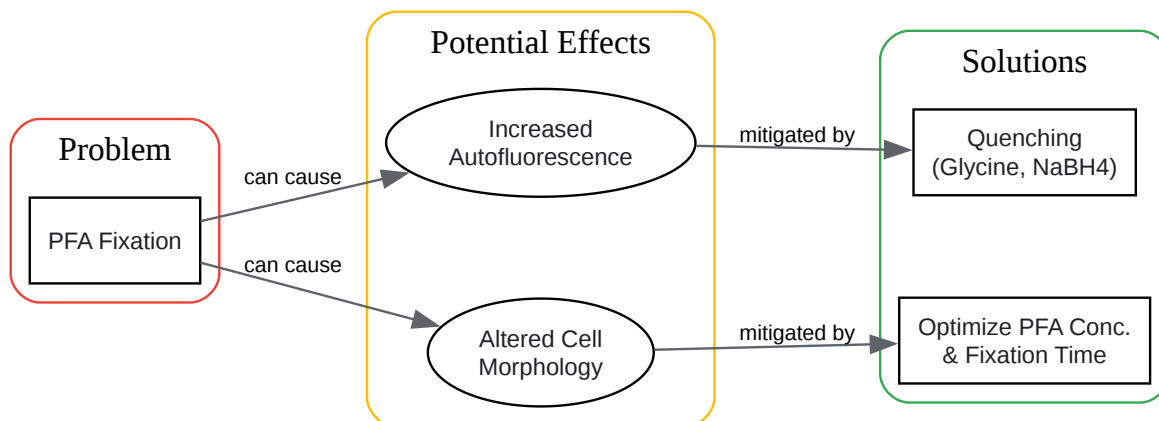 Problem
PFA Fixation
can cause
can cause
Potential Effects
Increased
Autofluorescence
Altered Cell
Morphology
mitigated by
mitigated by
Solutions
Quenching
(Glycine, NaBH4)
Optimize PFA Conc.
& Fixation Time